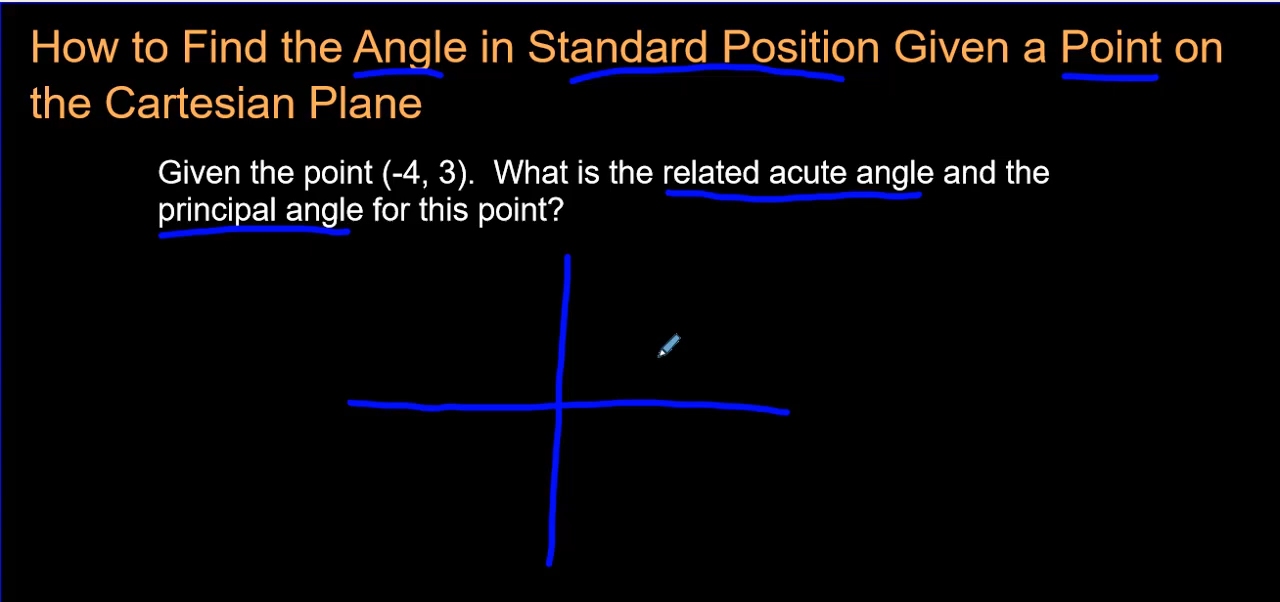 How to Find the Angle in Standard Position Given a Point on
the Cartesian Plane
Given the point (-4, 3).  What is the related acute angle and the
principal angle for this point?